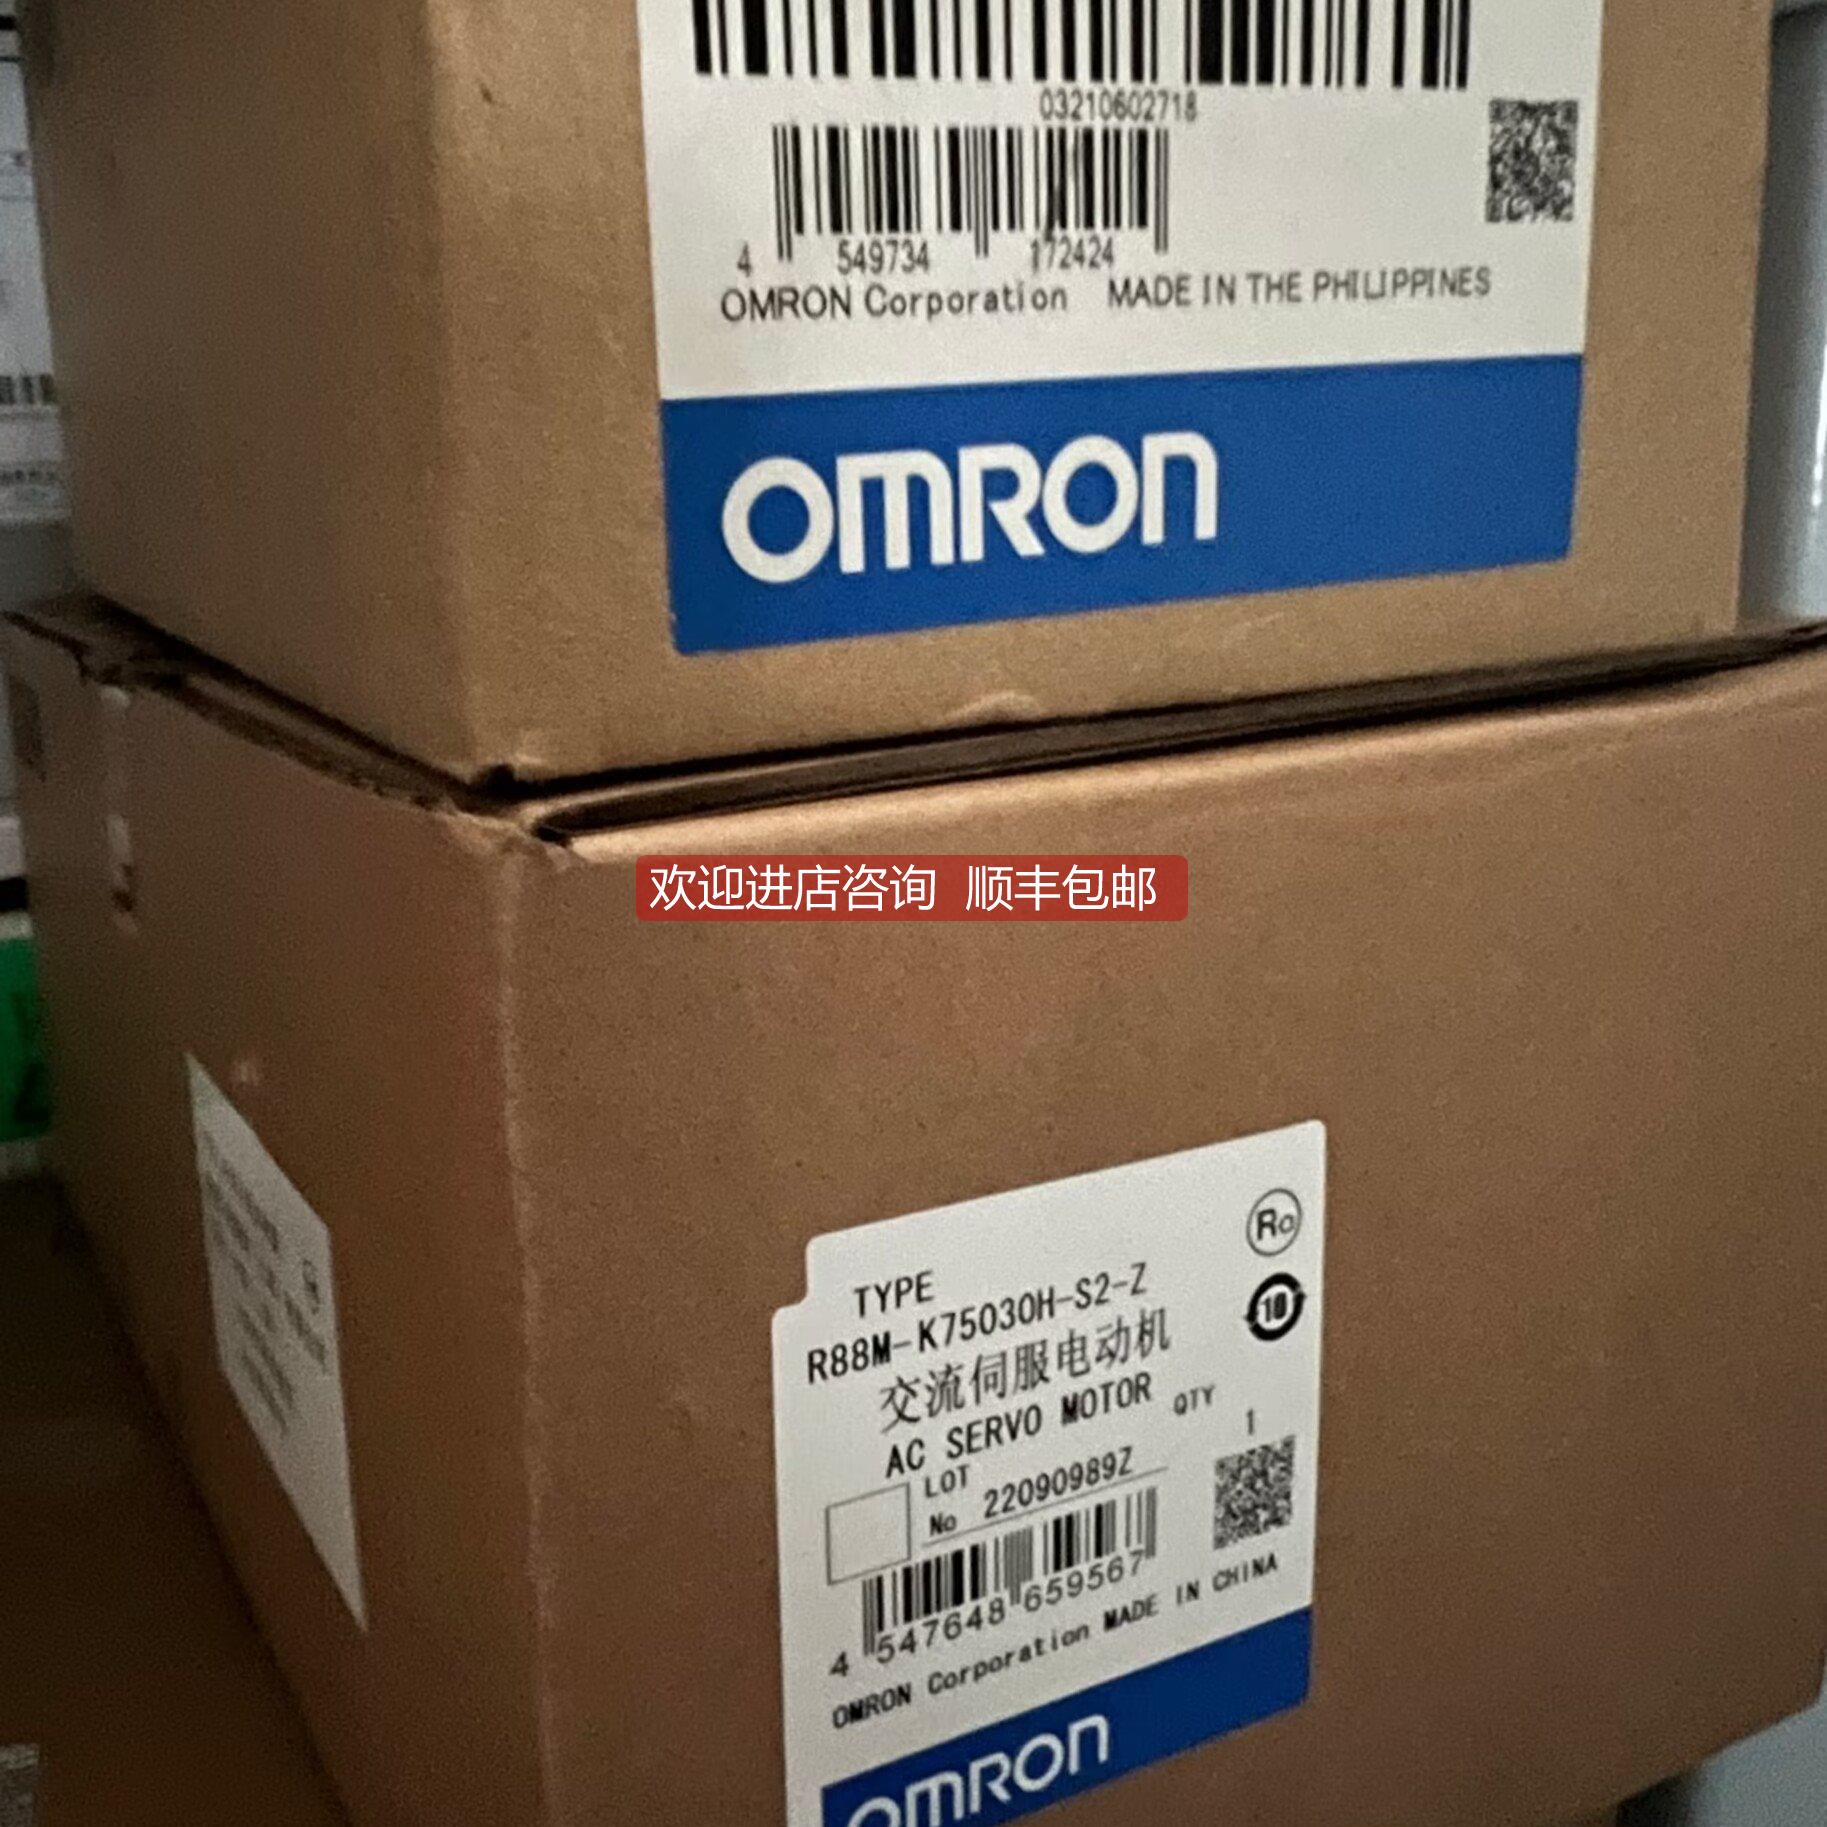 03210602718
4 549734 172424
OMRON Corporation MADE IN THE PHILIPPINES
OMRON
欢迎进店咨询 顺丰包邮
TYPE
R88M-K75030H-S2-Z
交流伺服电动机
AC SERVO MOTOR QTY
1
LOT
No 22090989Z
4 547648 659567
OMRON Corporation MADE IN CHINA
OMRON
Ro
10